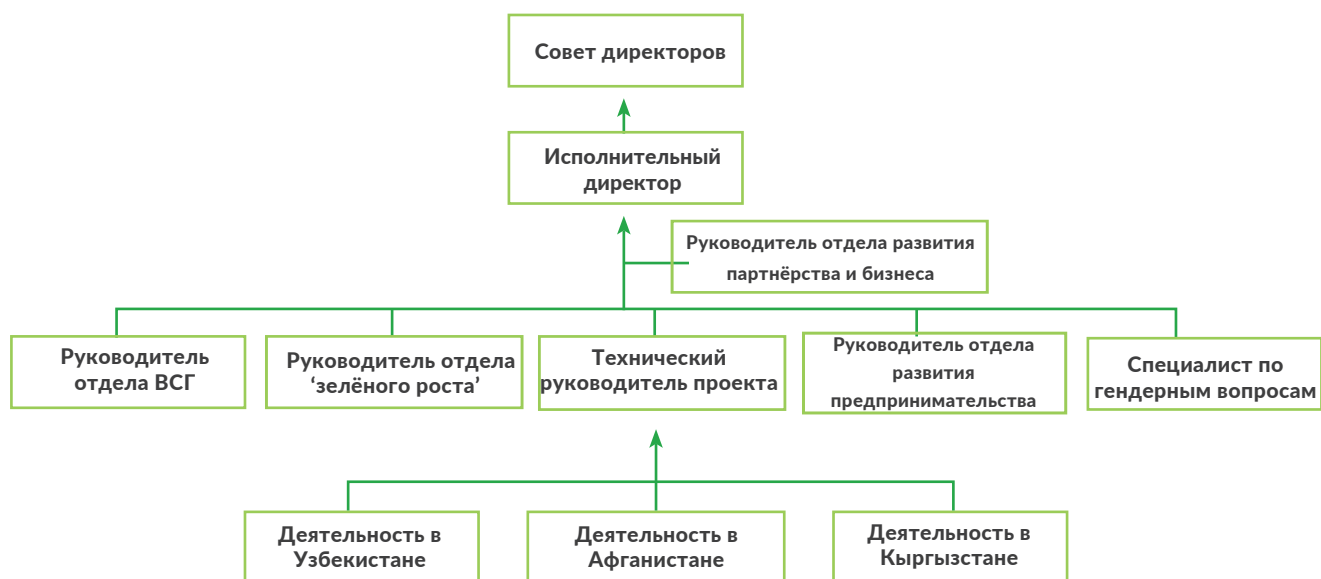 Совет директоров
Исполнительный
директор
Руководитель отдела развития
партнёрства и бизнеса
Руководитель
отдела ВСГ
Руководитель отдела
‘зелёного роста’
Технический
руководитель проекта
Руководитель отдела
развития
предпринимательства
Специалист по
гендерным вопросам
Деятельность в
Узбекистане
Деятельность в
Афганистане
Деятельность в
Кыргызстане